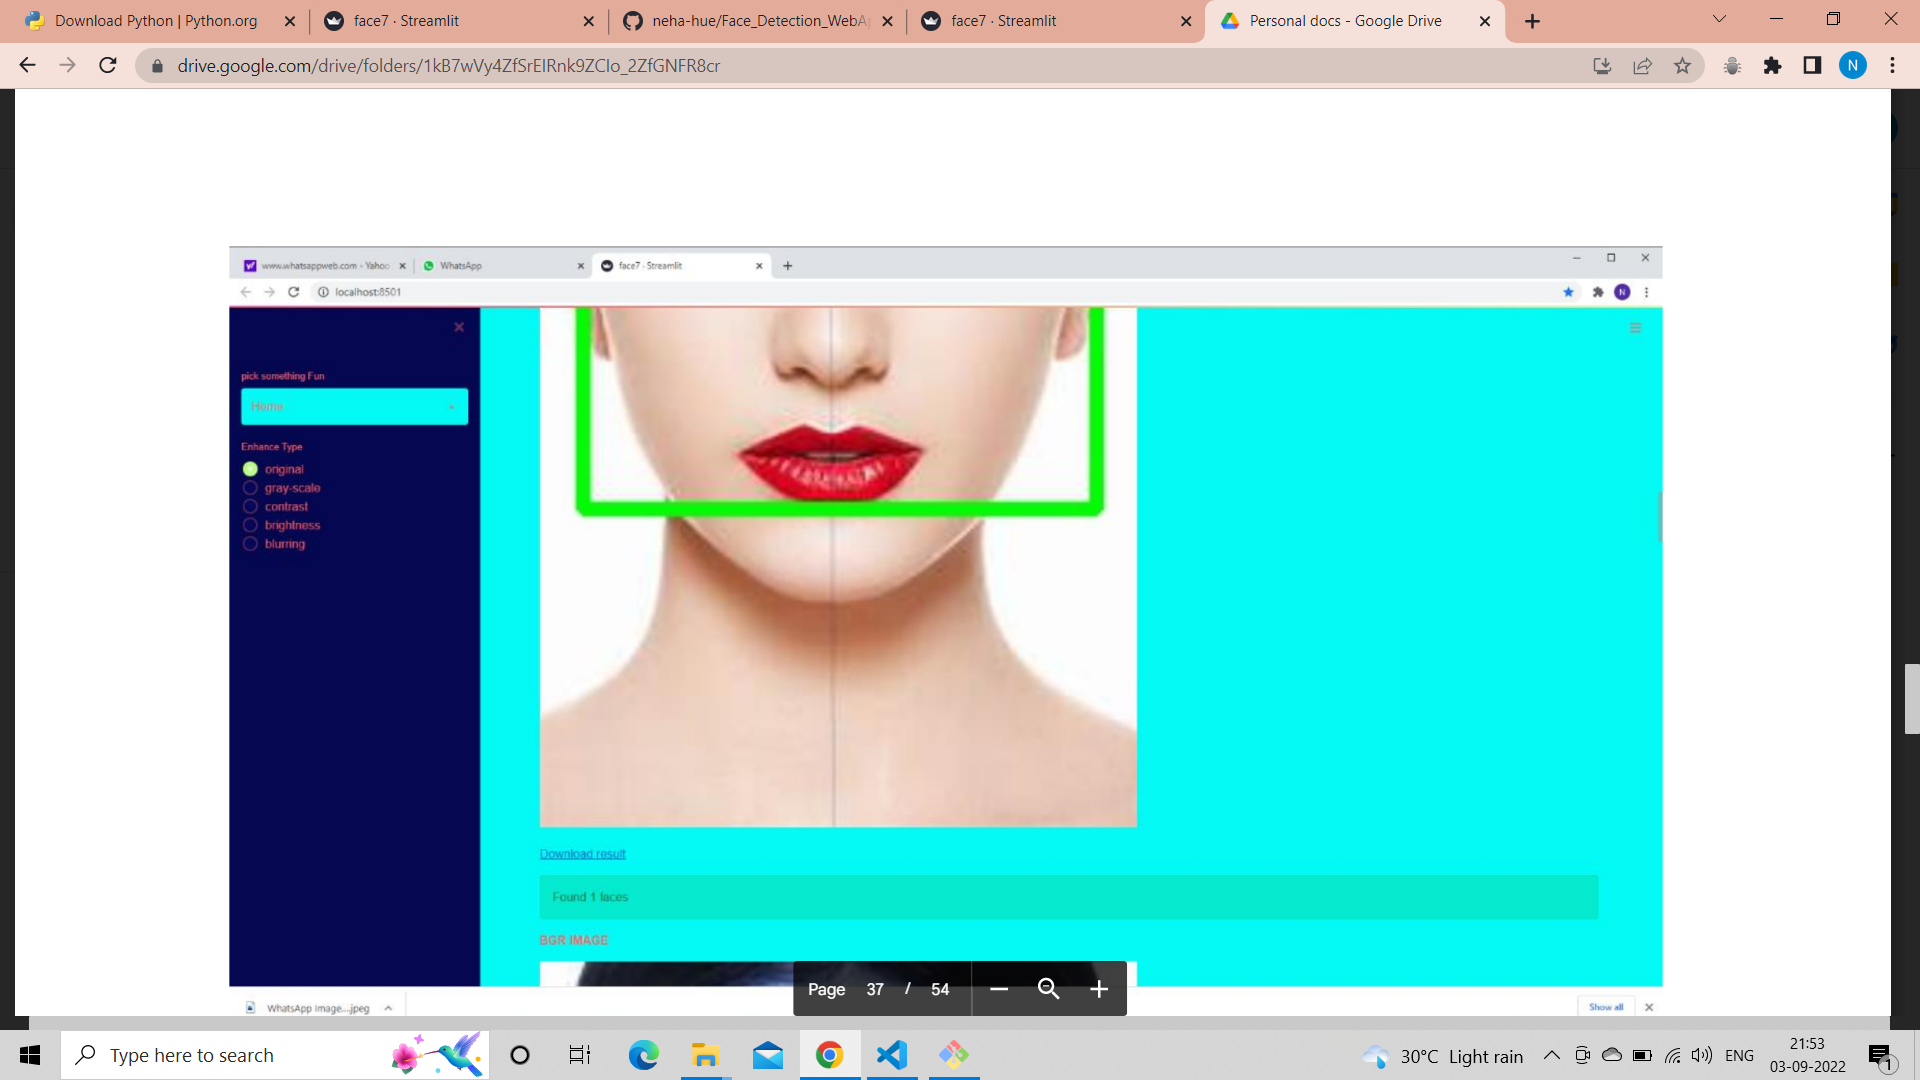 Download Python | Python.org
face7 · Streamlit
neha-hue/Face_Detection_WebAp
face7 · Streamlit
Personal docs - Google Drive
drive.google.com/drive/folders/1kB7wVy4ZfSrEIRnk9ZCIo_2ZfGNFR8cr
N
www.whatsappweb.com - Yahoo
WhatsApp
face7 · Streamlit
localhost:8501
N
pick something Fun
Home
Enhance Type
original
gray-scale
contrast
brightness
blurring
Download result
Found 1 faces
BGR IMAGE
Page 37 / 54
WhatsApp Image....jpeg
Show all
Type here to search
30°C Light rain
ENG
21:53
03-09-2022
1